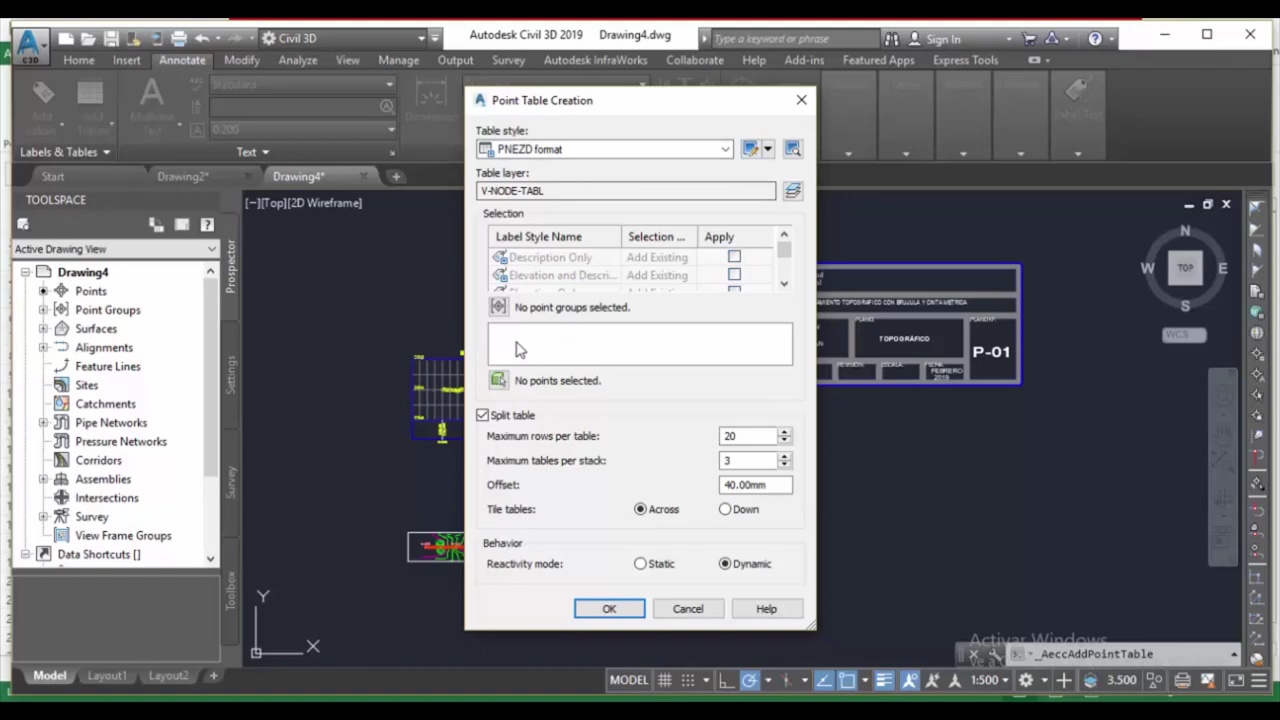 C3D
Civil 3D
Autodesk Civil 3D 2019 Drawing4.dwg
Type a keyword or phrase
Sign In
Home Insert Annotate Modify Analyze View Manage Output Survey Autodesk InfraWorks Collaborate Help Add-ins Featured Apps Express Tools
Standard
0.200
Labels & Tables
Text
Start
Drawing2*
Drawing4*
TOOLSPACE
Active Drawing View
Drawing4
Points
Point Groups
Surfaces
Alignments
Feature Lines
Sites
Catchments
Pipe Networks
Pressure Networks
Corridors
Assemblies
Intersections
Survey
View Frame Groups
Data Shortcuts []
Prospector
Settings
Survey
Toolbox
[−][Top][2D Wireframe]
Point Table Creation
Table style:
PNEZD format
Table layer:
V-NODE-TABL
Selection
Label Style Name Selection ... Apply
Description Only Add Existing
Elevation and Descri... Add Existing
No point groups selected.
No points selected.
Split table
Maximum rows per table: 20
Maximum tables per stack: 3
Offset: 40.00mm
Tile tables: Across Down
Behavior
Reactivity mode: Static Dynamic
OK Cancel Help
N
W TOP E
S
WCS
TOPOGRÁFICO
P-01
FEBRERO
2019
Y
X
Activar Windows
_AeccAddPointTable
Model Layout1 Layout2
MODEL
1:500
3.500